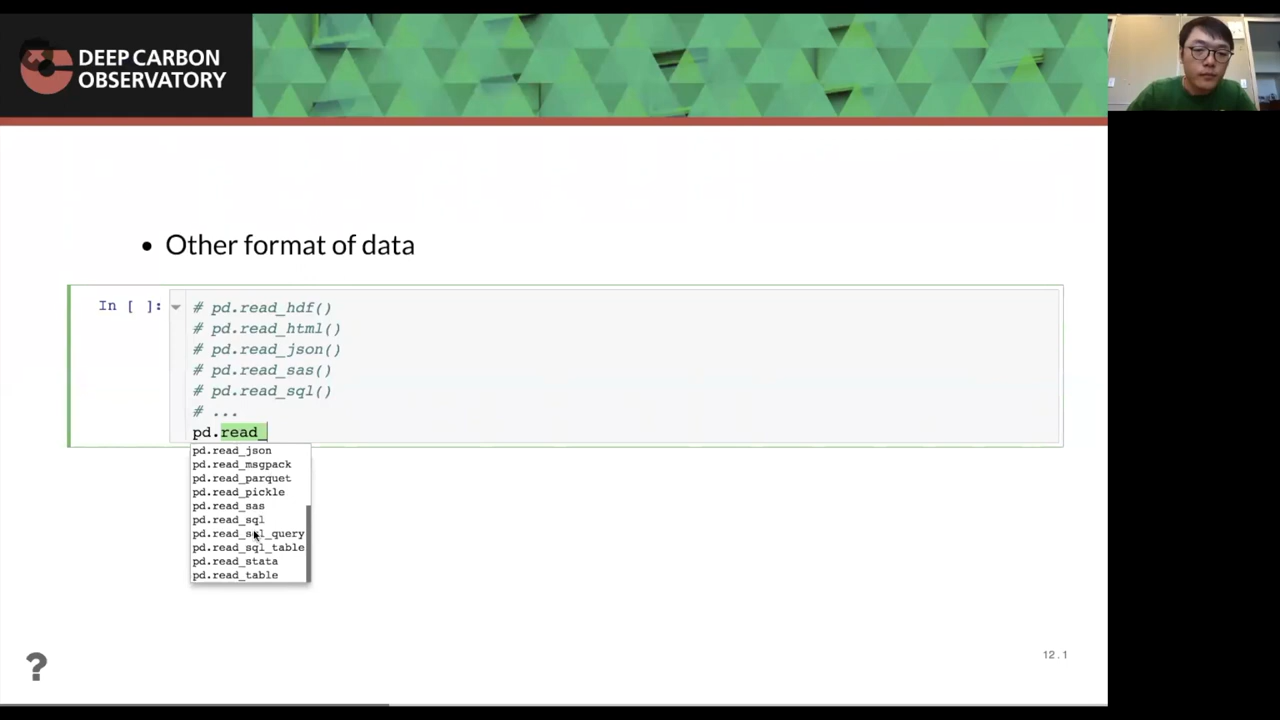 DEEP CARBON
OBSERVATORY
• Other format of data
In [ ]:
# pd.read_hdf()
# pd.read_html()
# pd.read_json()
# pd.read_sas()
# pd.read_sql()
# ...
pd.read_
pd.read_json
pd.read_msgpack
pd.read_parquet
pd.read_pickle
pd.read_sas
pd.read_sql
pd.read_sql_query
pd.read_sql_table
pd.read_stata
pd.read_table
?
12.1